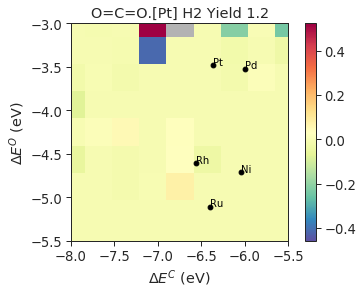 O=C=O.[Pt] H2 Yield 1.2
−3.0
−3.5
−4.0
−4.5
−5.0
−5.5
ΔE^O (eV)
Pt
Pd
Rh
Ni
Ru
−8.0 −7.5 −7.0 −6.5 −6.0 −5.5
ΔE^C (eV)
0.4
0.2
0.0
−0.2
−0.4